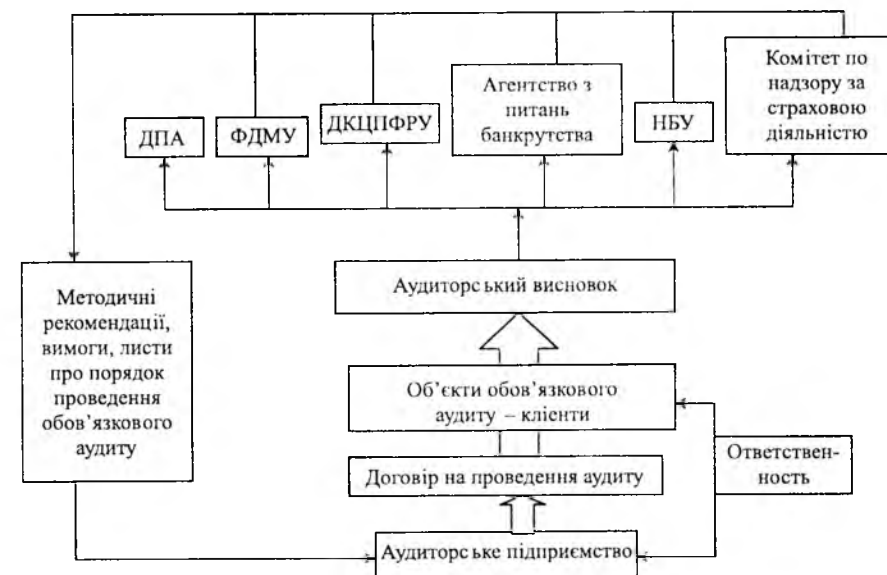 Комітет по
надзору за
страховою
діяльністю
Агентство з
питань
банкрутства
ДПА
ФДМУ
ДКЦПФРУ
НБУ
Аудиторський висновок
Методичні
рекомендації,
вимоги, листи
про порядок
проведення
обов’язкового
аудиту
Об’єкти обов’язкового
аудиту – клієнти
Ответствен-
ность
Договір на проведення аудиту
Аудиторське підприємство